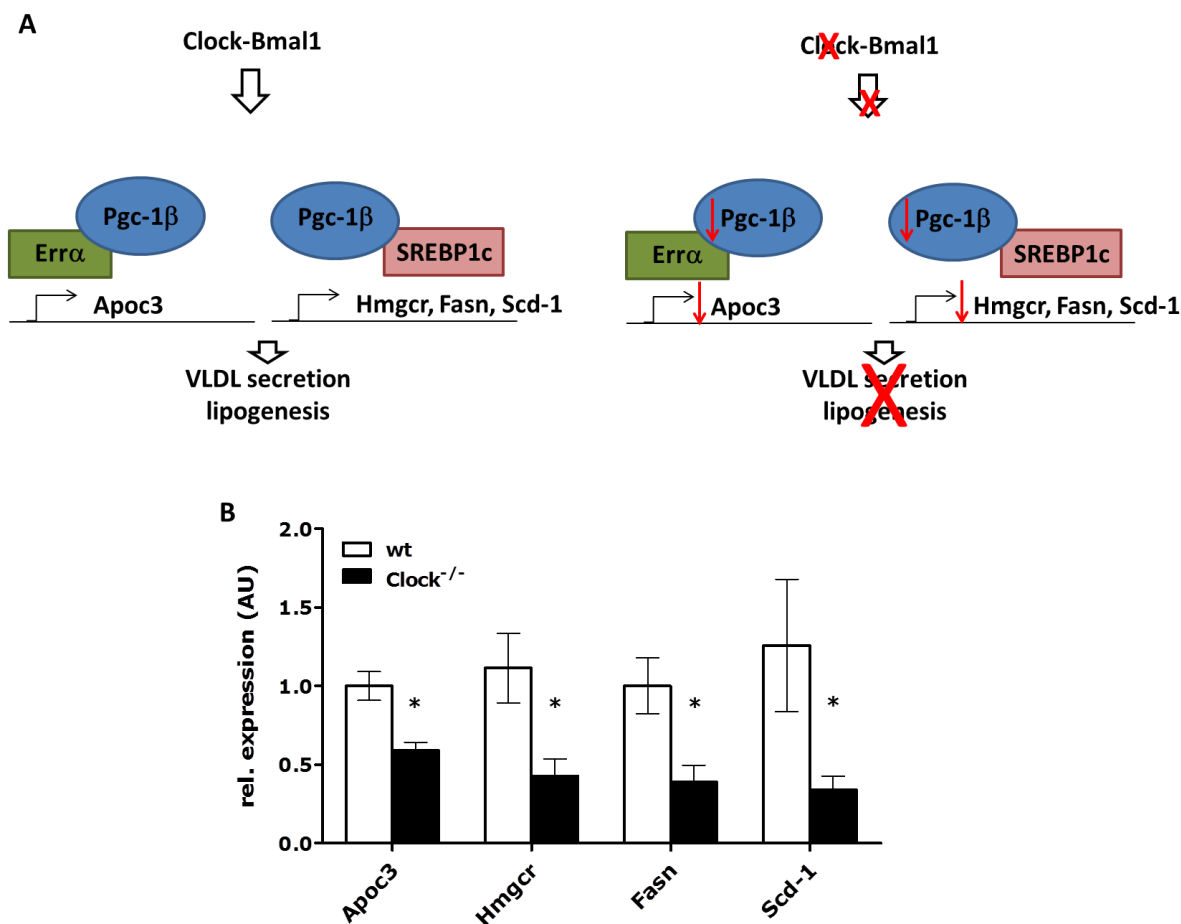 A
Clock-Bmal1
Clock-Bmal1
Pgc-1β
Pgc-1β
Errα
SREBP1c
Apoc3
Hmgcr, Fasn, Scd-1
VLDL secretion
lipogenesis
Pgc-1β
Pgc-1β
Errα
SREBP1c
Apoc3
Hmgcr, Fasn, Scd-1
VLDL secretion
lipogenesis
B
rel. expression (AU)
2.0
1.5
1.0
0.5
0.0
wt
Clock-/-
*
*
*
*
Apoc3
Hmgcr
Fasn
Scd-1